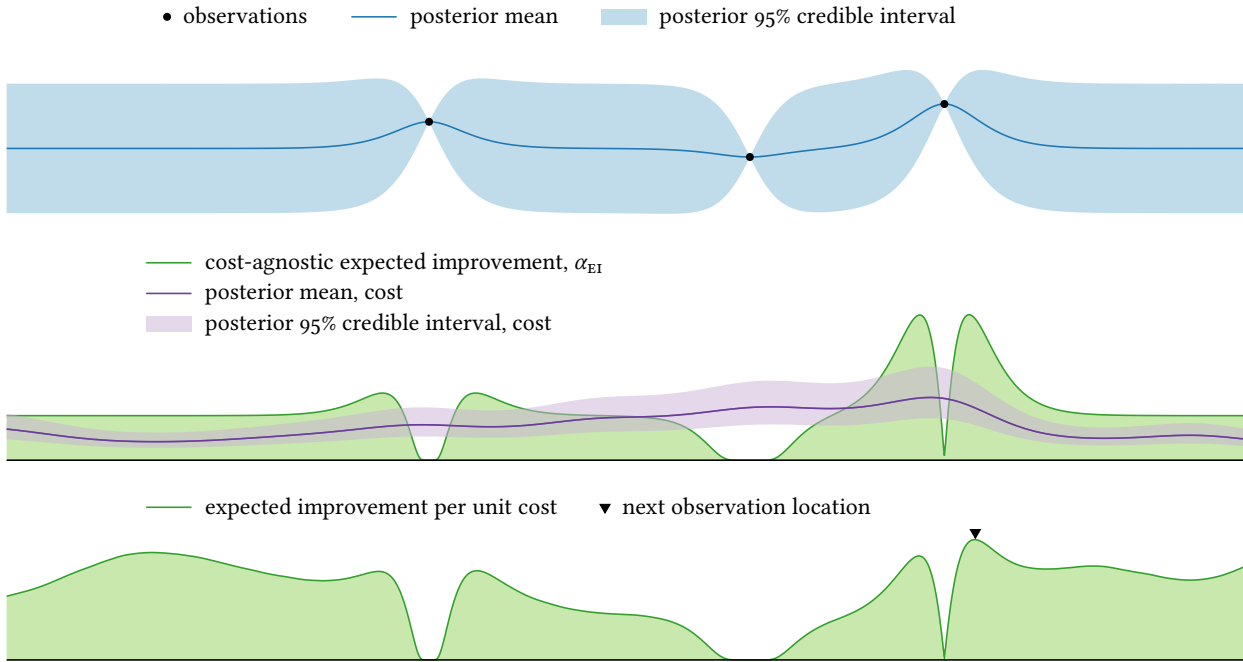 observations posterior mean posterior 95% credible interval
cost-agnostic expected improvement, α_EI
posterior mean, cost
posterior 95% credible interval, cost
expected improvement per unit cost next observation location